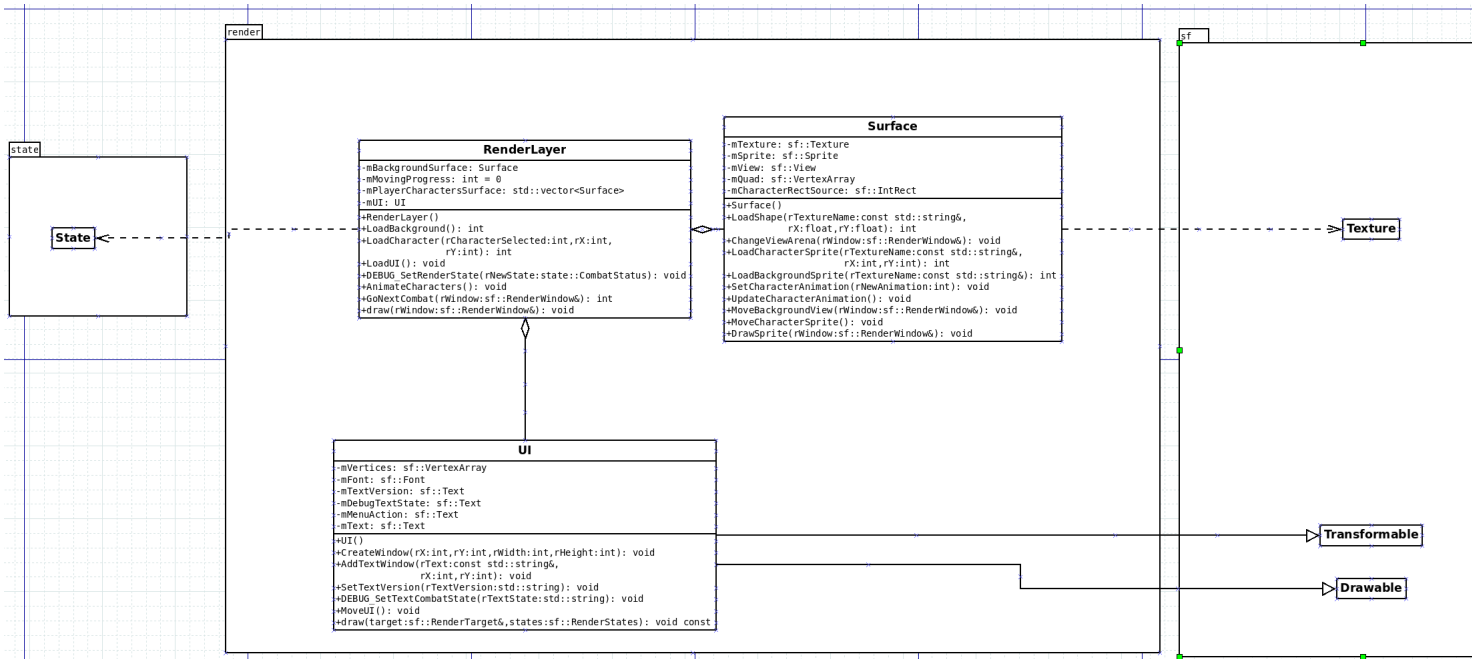 render
sf
state
State
RenderLayer
-mBackgroundSurface: Surface
-mMovingProgress: int = 0
-mPlayerCharactersSurface: std::vector<Surface>
-mUI: UI
+RenderLayer()
+LoadBackground(): int
+LoadCharacter(rCharacterSelected:int,rX:int,
rY:int): int
+LoadUI(): void
+DEBUG_SetRenderState(rNewState:state::CombatStatus): void
+AnimateCharacters(): void
+GoNextCombat(rWindow:sf::RenderWindow&): int
+draw(rWindow:sf::RenderWindow&): void
Surface
-mTexture: sf::Texture
-mSprite: sf::Sprite
-mView: sf::View
-mQuad: sf::VertexArray
-mCharacterRectSource: sf::IntRect
+Surface()
+LoadShape(rTextureName:const std::string&,
rX:float,rY:float): int
+ChangeViewArena(rWindow:sf::RenderWindow&): void
+LoadCharacterSprite(rTextureName:const std::string&,
rX:int,rY:int): int
+LoadBackgroundSprite(rTextureName:const std::string&): int
+SetCharacterAnimation(rNewAnimation:int): void
+UpdateCharacterAnimation(): void
+MoveBackgroundView(rWindow:sf::RenderWindow&): void
+MoveCharacterSprite(): void
+DrawSprite(rWindow:sf::RenderWindow&): void
Texture
UI
-mVertices: sf::VertexArray
-mFont: sf::Font
-mTextVersion: sf::Text
-mDebugTextState: sf::Text
-mMenuAction: sf::Text
-mText: sf::Text
+UI()
+CreateWindow(rX:int,rY:int,rWidth:int,rHeight:int): void
+AddTextWindow(rText:const std::string&,
rX:int,rY:int): void
+SetTextVersion(rTextVersion:std::string): void
+DEBUG_SetTextCombatState(rTextState:std::string): void
+MoveUI(): void
+draw(target:sf::RenderTarget&,states:sf::RenderStates): void const
Transformable
Drawable